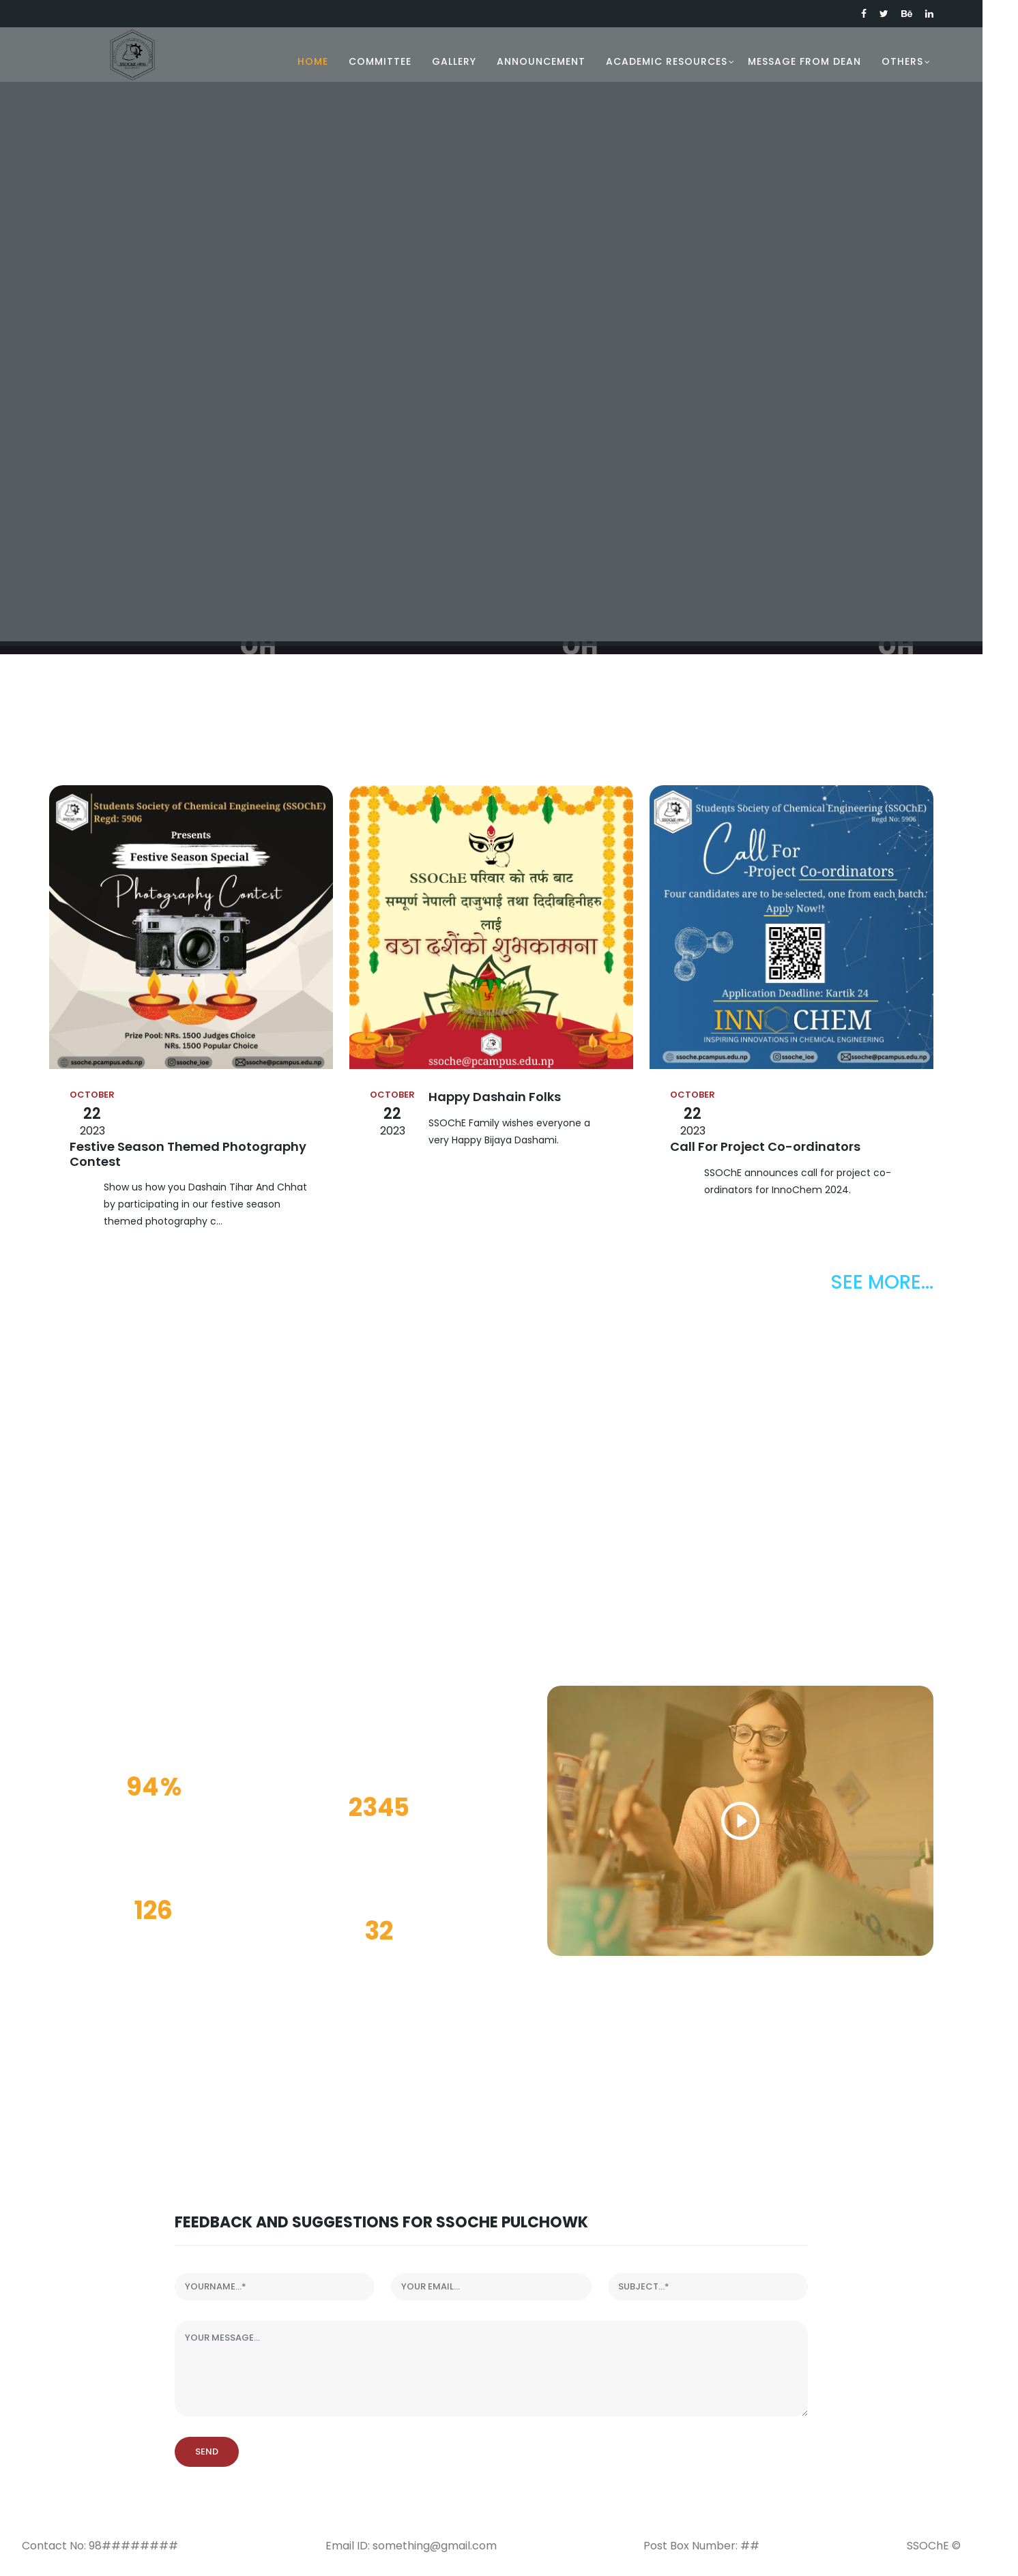 Bē
HOME COMMITTEE GALLERY ANNOUNCEMENT ACADEMIC RESOURCES MESSAGE FROM DEAN OTHERS
OH OH OH
Students Society of Chemical Engineeing (SSOChE)
Regd: 5906
Presents
Festive Season Special
Photography Contest
Prize Pool: NRs. 1500 Judges Choice
NRs. 1500 Popular Choice
ssoche.pcampus.edu.np ssoche_ioe ssoche@pcampus.edu.np
SSOChE परिवार को तर्फ बाट
सम्पूर्ण नेपाली दाजुभाई तथा दिदीबहिनीहरु
लाई
बडा दशैंको शुभकामना
ssoche@pcampus.edu.np
Students Society of Chemical Engineering (SSOChE)
Regd No: 5906
Call For
-Project Co-ordinators
Four candidates are to be selected, one from each batch.
Apply Now!!
Application Deadline: Kartik 24
INNOCHEM
INSPIRING INNOVATIONS IN CHEMICAL ENGINEERING
ssoche.pcampus.edu.np ssoche_ioe ssoche@pcampus.edu.np
OCTOBER
22
2023
Festive Season Themed Photography
Contest
Show us how you Dashain Tihar And Chhat
by participating in our festive season
themed photography c...
OCTOBER
22
2023
Happy Dashain Folks
SSOChE Family wishes everyone a
very Happy Bijaya Dashami.
OCTOBER
22
2023
Call For Project Co-ordinators
SSOChE announces call for project co-
ordinators for InnoChem 2024.
SEE MORE...
94%
2345
126
32
FEEDBACK AND SUGGESTIONS FOR SSOCHE PULCHOWK
YOURNAME...* YOUR EMAIL... SUBJECT...*
YOUR MESSAGE...
SEND
Contact No: 98######## Email ID: something@gmail.com Post Box Number: ## SSOChE ©